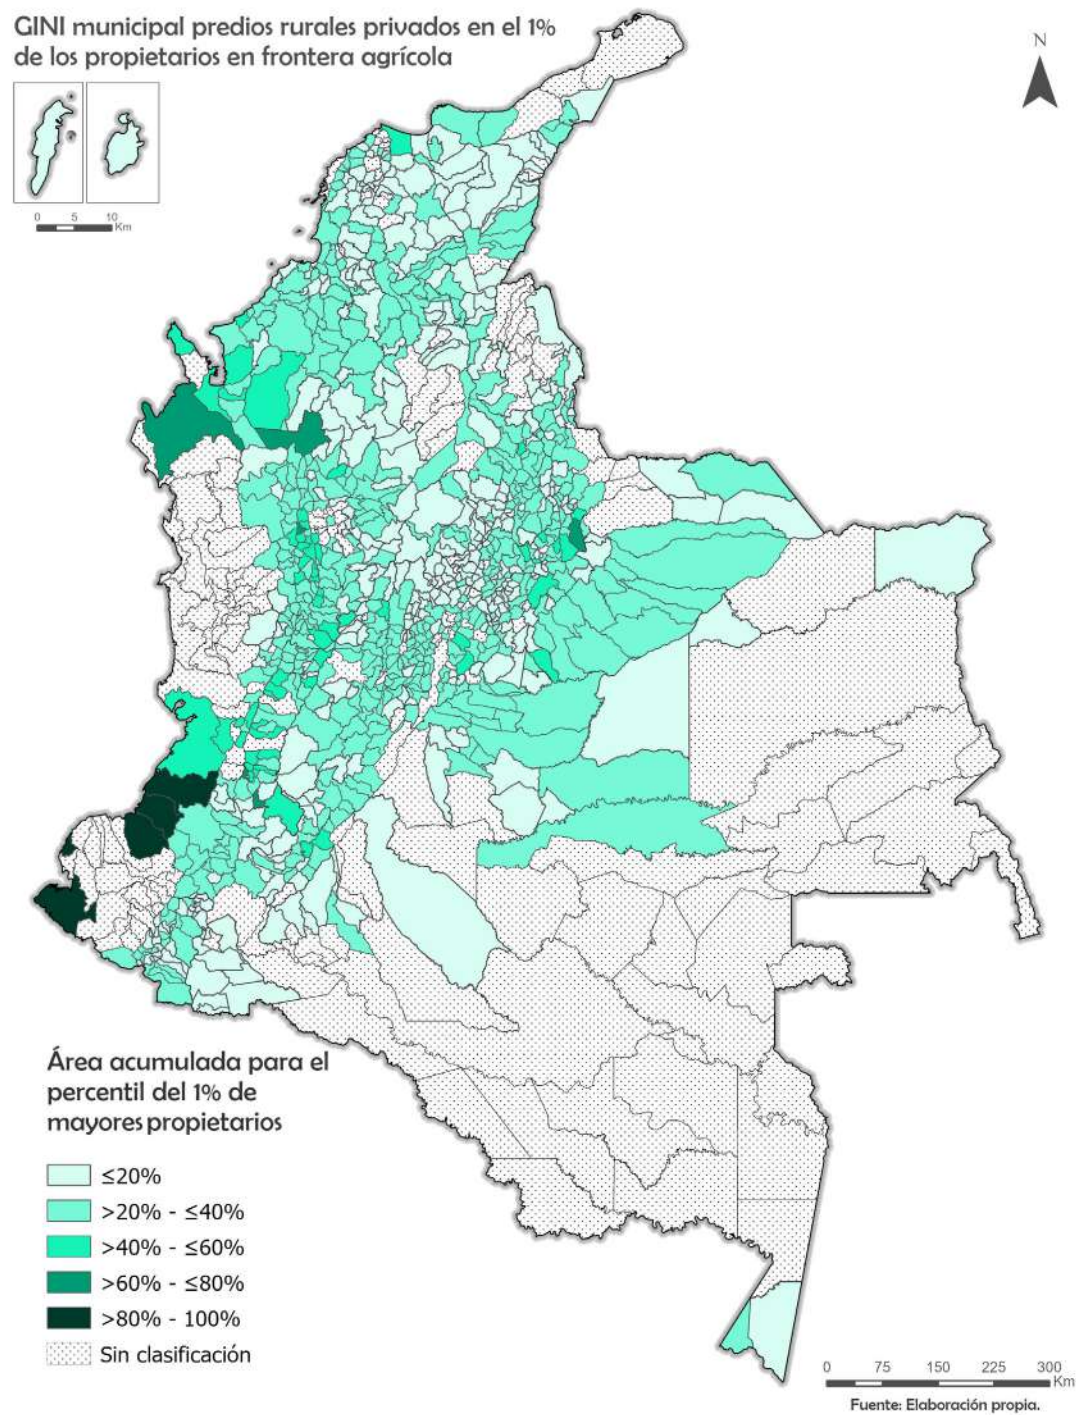 GINI municipal predios rurales privados en el 1%
de los propietarios en frontera agrícola
N
0 5 10
Km
Área acumulada para el
percentil del 1% de
mayores propietarios
≤20%
>20% - ≤40%
>40% - ≤60%
>60% - ≤80%
>80% - 100%
Sin clasificación
0 75 150 225 300
Km
Fuente: Elaboración propia.